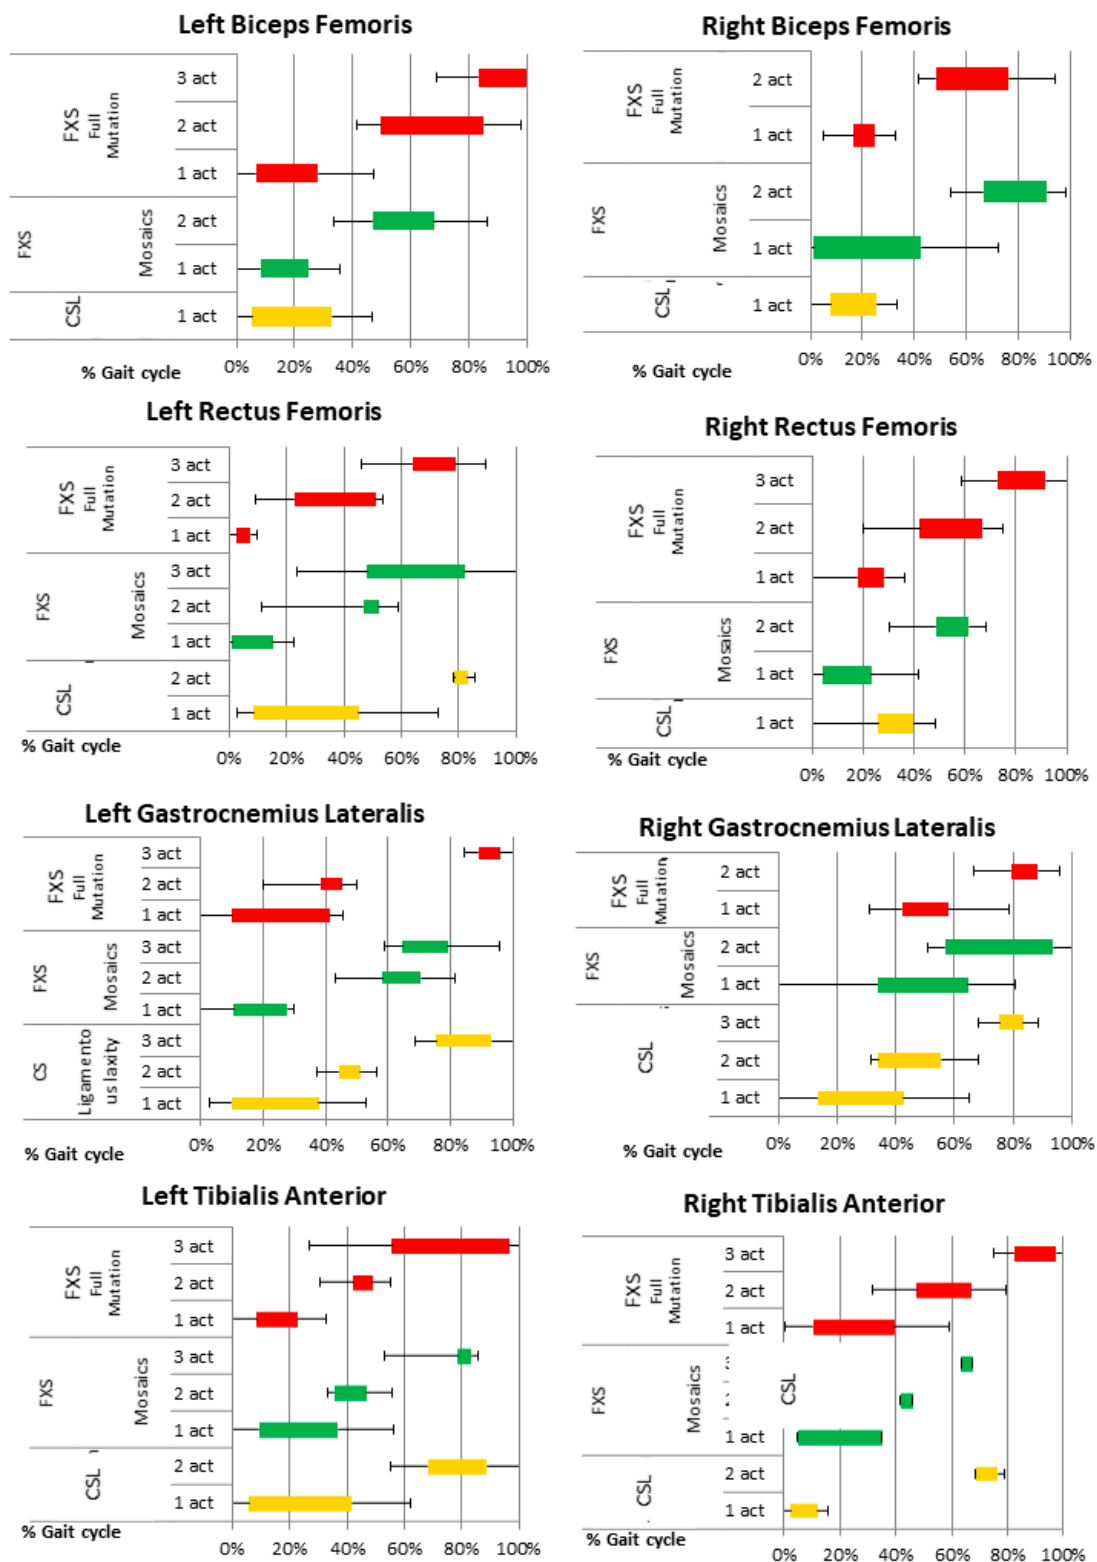 Left Biceps Femoris
FXS
Full
Mutation
3 act
2 act
1 act
FXS
Mosaics
2 act
1 act
CSL
1 act
0% 20% 40% 60% 80% 100%
% Gait cycle
Right Biceps Femoris
FXS
Full
Mutation
2 act
1 act
FXS
Mosaics
2 act
1 act
CSL
1 act
0% 20% 40% 60% 80% 100%
% Gait cycle
Left Rectus Femoris
FXS
Full
Mutation
3 act
2 act
1 act
FXS
Mosaics
3 act
2 act
1 act
CSL
2 act
1 act
0% 20% 40% 60% 80% 100%
% Gait cycle
Right Rectus Femoris
FXS
Full
Mutation
3 act
2 act
1 act
FXS
Mosaics
2 act
1 act
CSL
1 act
0% 20% 40% 60% 80% 100%
% Gait cycle
Left Gastrocnemius Lateralis
FXS
Full
Mutation
3 act
2 act
1 act
FXS
Mosaics
3 act
2 act
1 act
CS
Ligamento
us laxity
3 act
2 act
1 act
0% 20% 40% 60% 80% 100%
% Gait cycle
Right Gastrocnemius Lateralis
FXS
Full
Mutation
2 act
1 act
FXS
Mosaics
2 act
1 act
CSL
3 act
2 act
1 act
0% 20% 40% 60% 80% 100%
% Gait cycle
Left Tibialis Anterior
FXS
Full
Mutation
3 act
2 act
1 act
FXS
Mosaics
3 act
2 act
1 act
CSL
2 act
1 act
0% 20% 40% 60% 80% 100%
% Gait cycle
Right Tibialis Anterior
FXS
Full
Mutation
3 act
2 act
1 act
FXS
Mosaics
CSL
1 act
CSL
2 act
1 act
% Gait cycle
0% 20% 40% 60% 80% 100%